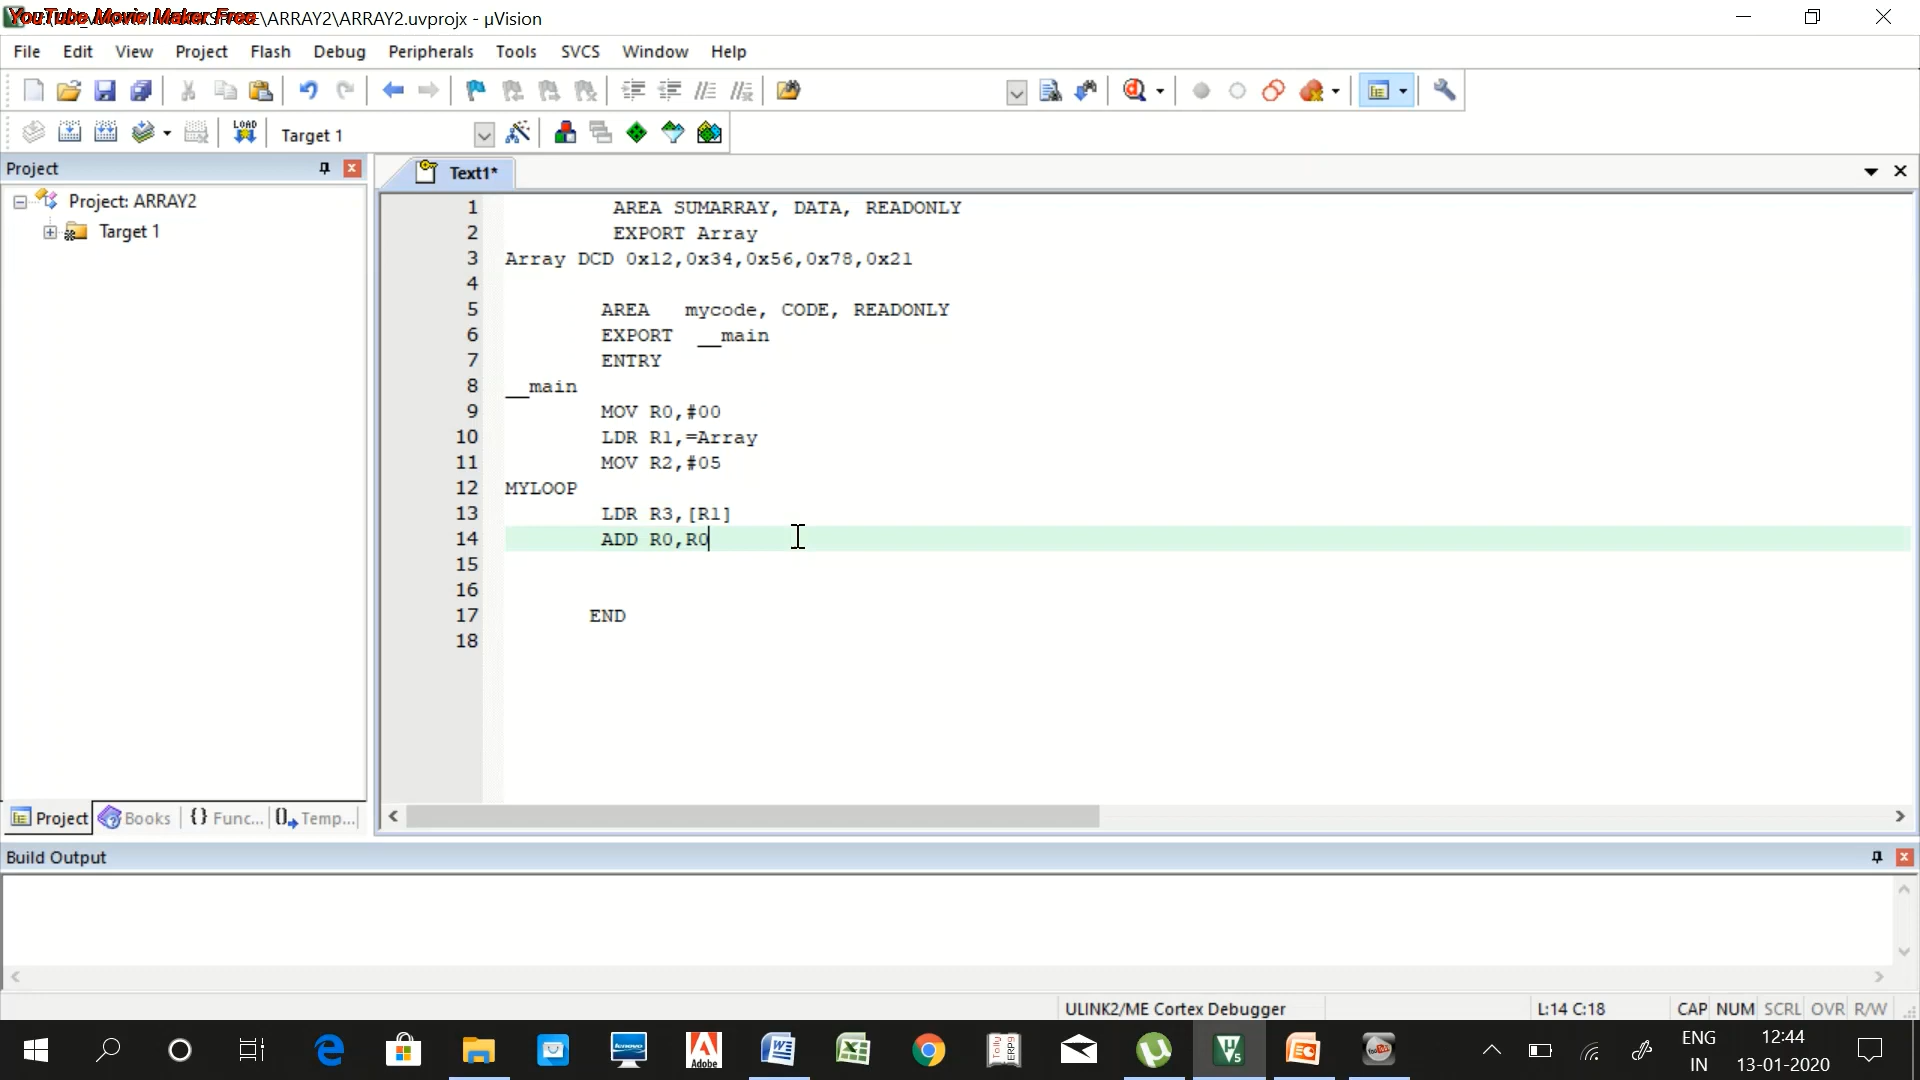 YouTube Movie Maker Free
E\ARRAY2\ARRAY2.uvprojx - µVision
File Edit View Project Flash Debug Peripherals Tools SVCS Window Help
LOAD Target 1
Project
Text1*
Project: ARRAY2
Target 1
1 AREA SUMARRAY, DATA, READONLY
2 EXPORT Array
3 Array DCD 0x12,0x34,0x56,0x78,0x21
4
5 AREA mycode, CODE, READONLY
6 EXPORT __main
7 ENTRY
8 __main
9 MOV R0,#00
10 LDR R1,=Array
11 MOV R2,#05
12 MYLOOP
13 LDR R3,[R1]
14 ADD R0,R0
15
16
17 END
18
Project Books {} Func... Temp...
Build Output
ULINK2/ME Cortex Debugger L:14 C:18 CAP NUM SCRL OVR R/W
lenovo Adobe Tally ERP9
ENG 12:44
IN 13-01-2020